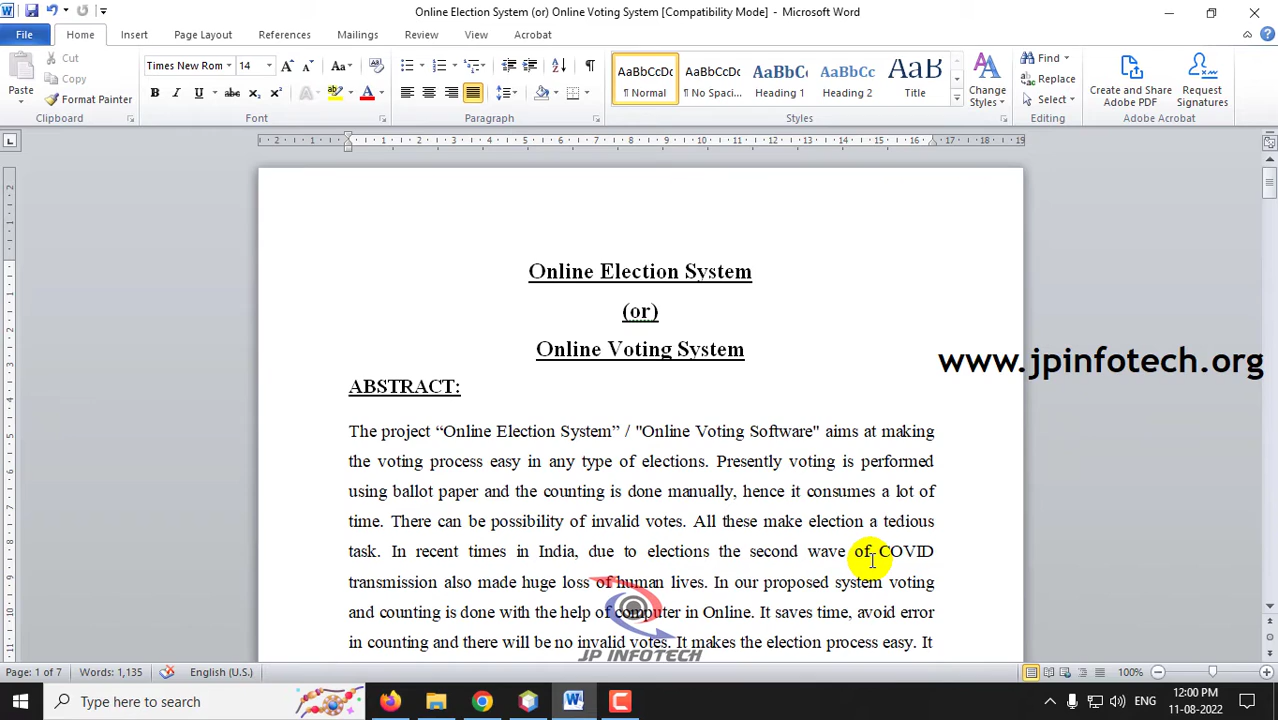 Online Election System (or) Online Voting System [Compatibility Mode] - Microsoft Word
File Home Insert Page Layout References Mailings Review View Acrobat
Paste
Cut
Copy
Format Painter
Clipboard
Times New Rom 14
Font
Paragraph
AaBbCcDc AaBbCcDc AaBbC AaBbCc AaB
¶ Normal ¶ No Spaci... Heading 1 Heading 2 Title
Change Styles
Styles
Find
Replace
Select
Editing
Create and Share Adobe PDF
Request Signatures
Adobe Acrobat
Online Election System
(or)
Online Voting System
www.jpinfotech.org
ABSTRACT:
The project “Online Election System” / "Online Voting Software" aims at making
the voting process easy in any type of elections. Presently voting is performed
using ballot paper and the counting is done manually, hence it consumes a lot of
time. There can be possibility of invalid votes. All these make election a tedious
task. In recent times in India, due to elections the second wave of COVID
transmission also made huge loss of human lives. In our proposed system voting
and counting is done with the help of computer in Online. It saves time, avoid error
in counting and there will be no invalid votes. It makes the election process easy. It
JP INFOTECH
Page: 1 of 7 Words: 1,135 English (U.S.) 100%
Type here to search
ENG
12:00 PM
11-08-2022